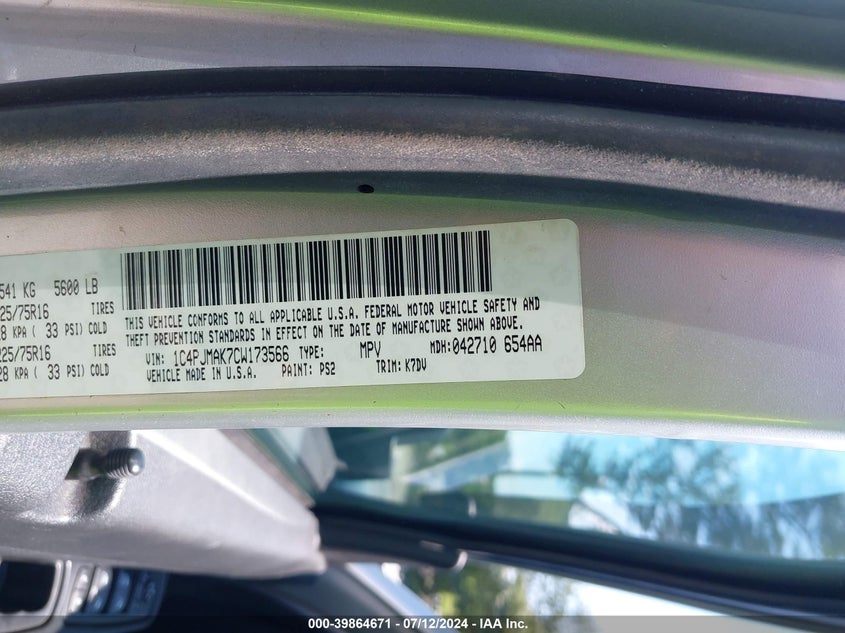 541 KG 5600 LB
25/75R16 TIRES
8 KPA ( 33 PSI) COLD
225/75R16 TIRES
28 KPA ( 33 PSI) COLD
THIS VEHICLE CONFORMS TO ALL APPLICABLE U.S.A. FEDERAL MOTOR VEHICLE SAFETY AND
THEFT PREVENTION STANDARDS IN EFFECT ON THE DATE OF MANUFACTURE SHOWN ABOVE.
VIN: 1C4PJMAK7CW173566 TYPE: MPV MDH: 042710 654AA
VEHICLE MADE IN U.S.A. PAINT: PS2 TRIM: K7DV
000-39864671 / 07/12/2024 - IAA Inc.